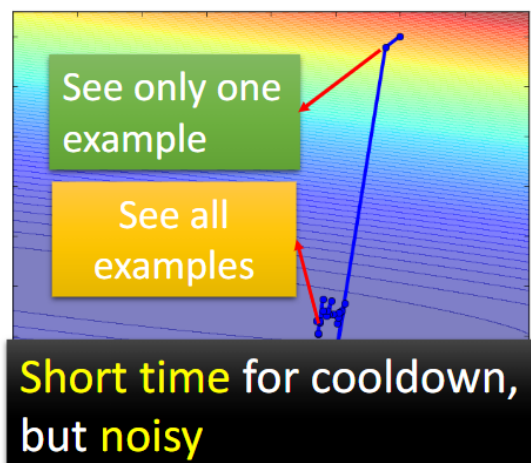 See only one
example
See all
examples
Short time for cooldown,
but noisy